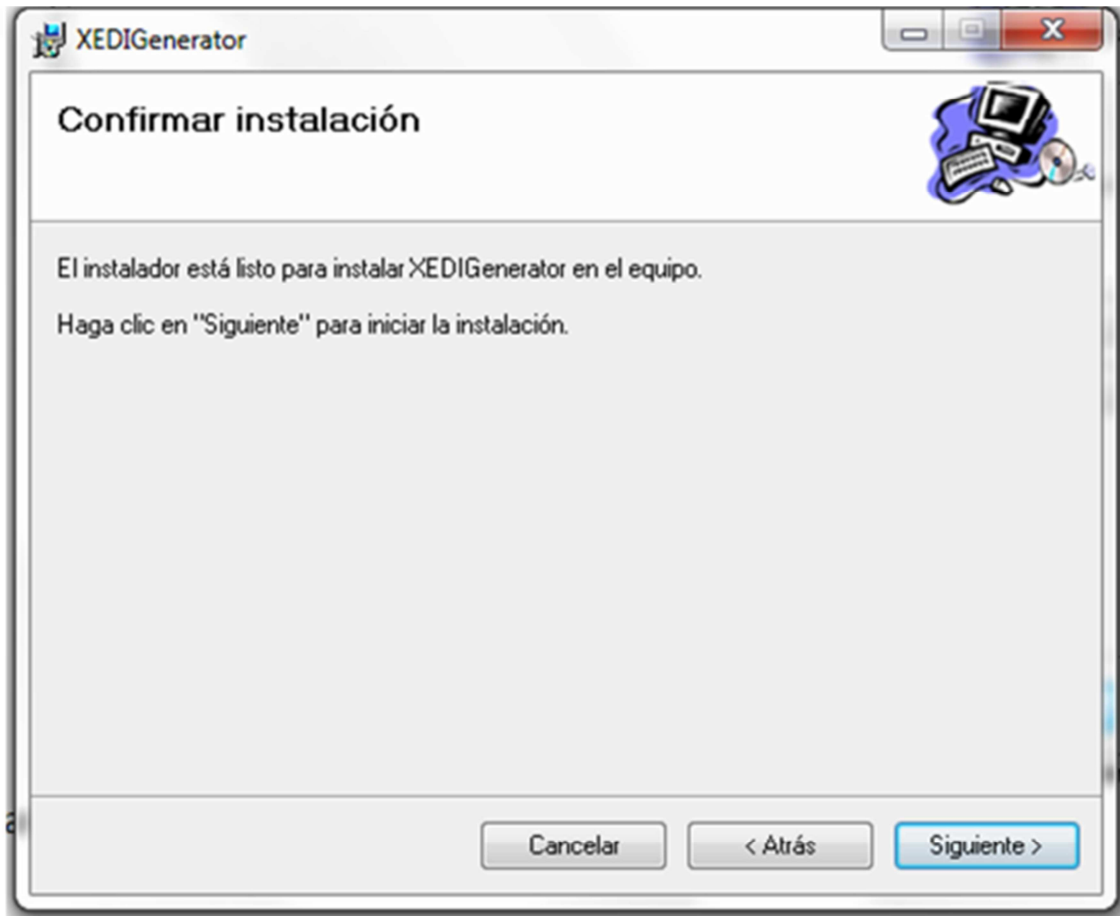 XEDIGenerator
Confirmar instalación
El instalador está listo para instalar XEDIGenerator en el equipo.
Haga clic en "Siguiente" para iniciar la instalación.
Cancelar
< Atrás
Siguiente >